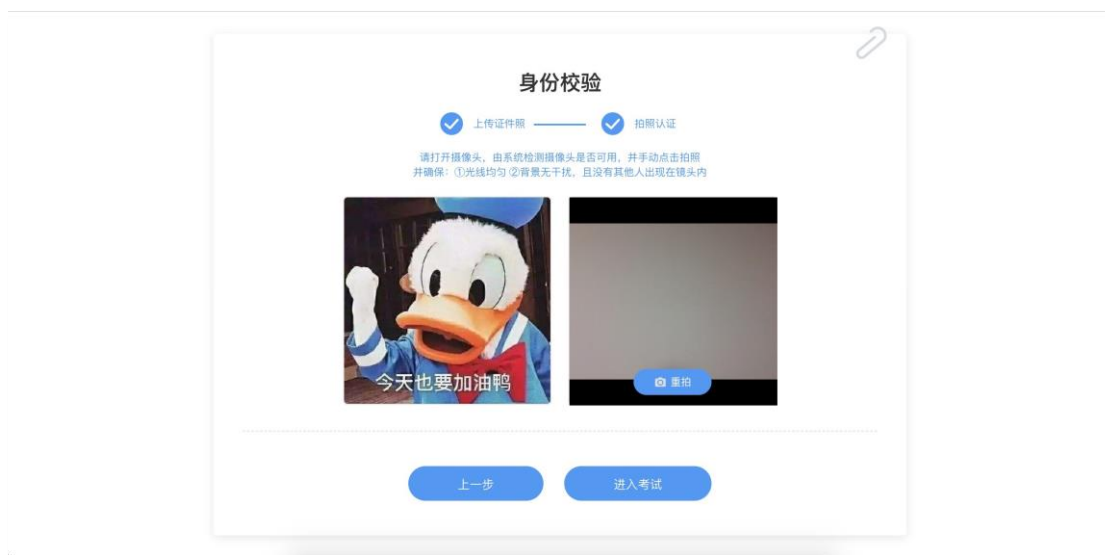 身份校验
上传证件照
拍照认证
请打开摄像头，由系统检测摄像头是否可用，并手动点击拍照
并确保：①光线均匀 ②背景无干扰，且没有其他人出现在镜头内
今天也要加油鸭
重拍
上一步
进入考试